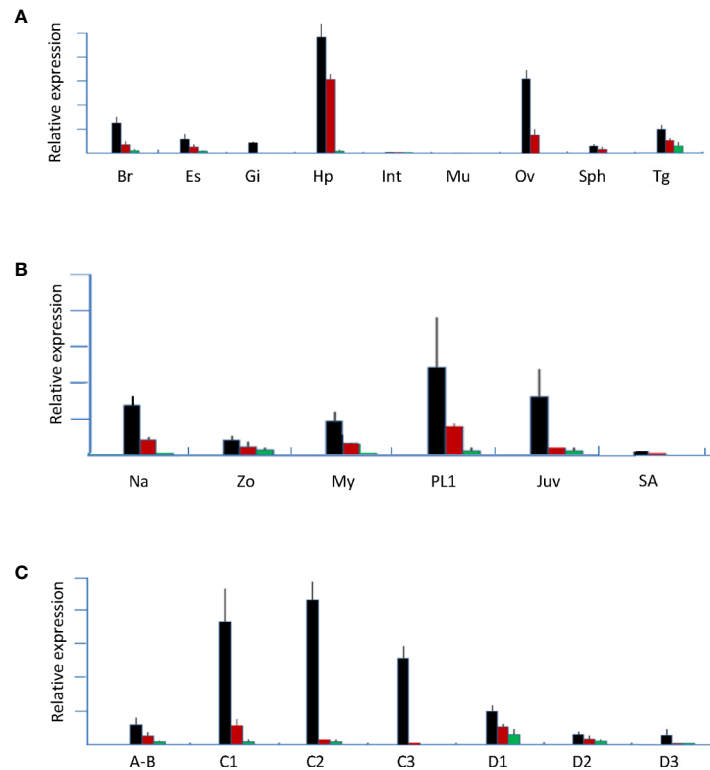 A
Relative expression
Br Es Gi Hp Int Mu Ov Sph Tg
B
Relative expression
Na Zo My PL1 Juv SA
C
Relative expression
A-B C1 C2 C3 D1 D2 D3